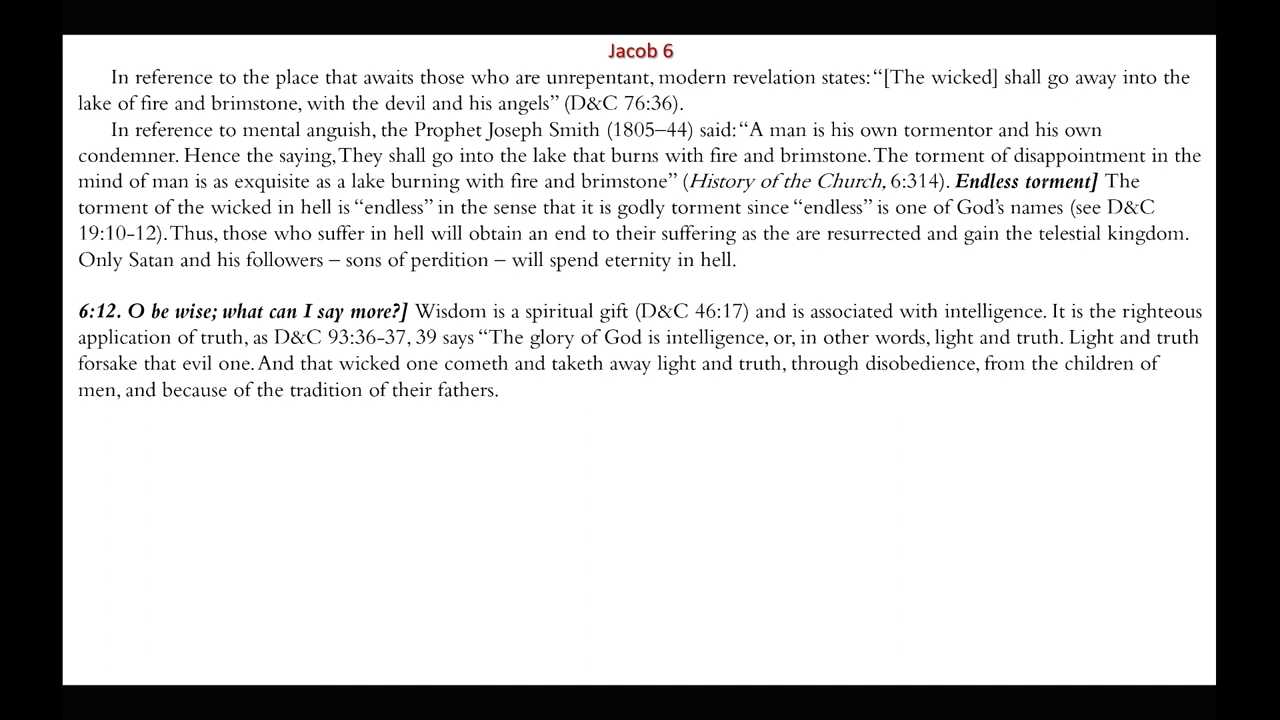 Jacob 6
In reference to the place that awaits those who are unrepentant, modern revelation states: “[The wicked] shall go away into the
lake of fire and brimstone, with the devil and his angels” (D&C 76:36).
In reference to mental anguish, the Prophet Joseph Smith (1805–44) said: “A man is his own tormentor and his own
condemner. Hence the saying, They shall go into the lake that burns with fire and brimstone. The torment of disappointment in the
mind of man is as exquisite as a lake burning with fire and brimstone” (History of the Church, 6:314). Endless torment] The
torment of the wicked in hell is “endless” in the sense that it is godly torment since “endless” is one of God’s names (see D&C
19:10-12). Thus, those who suffer in hell will obtain an end to their suffering as the are resurrected and gain the telestial kingdom.
Only Satan and his followers – sons of perdition – will spend eternity in hell.
6:12. O be wise; what can I say more?] Wisdom is a spiritual gift (D&C 46:17) and is associated with intelligence. It is the righteous
application of truth, as D&C 93:36-37, 39 says “The glory of God is intelligence, or, in other words, light and truth. Light and truth
forsake that evil one. And that wicked one cometh and taketh away light and truth, through disobedience, from the children of
men, and because of the tradition of their fathers.